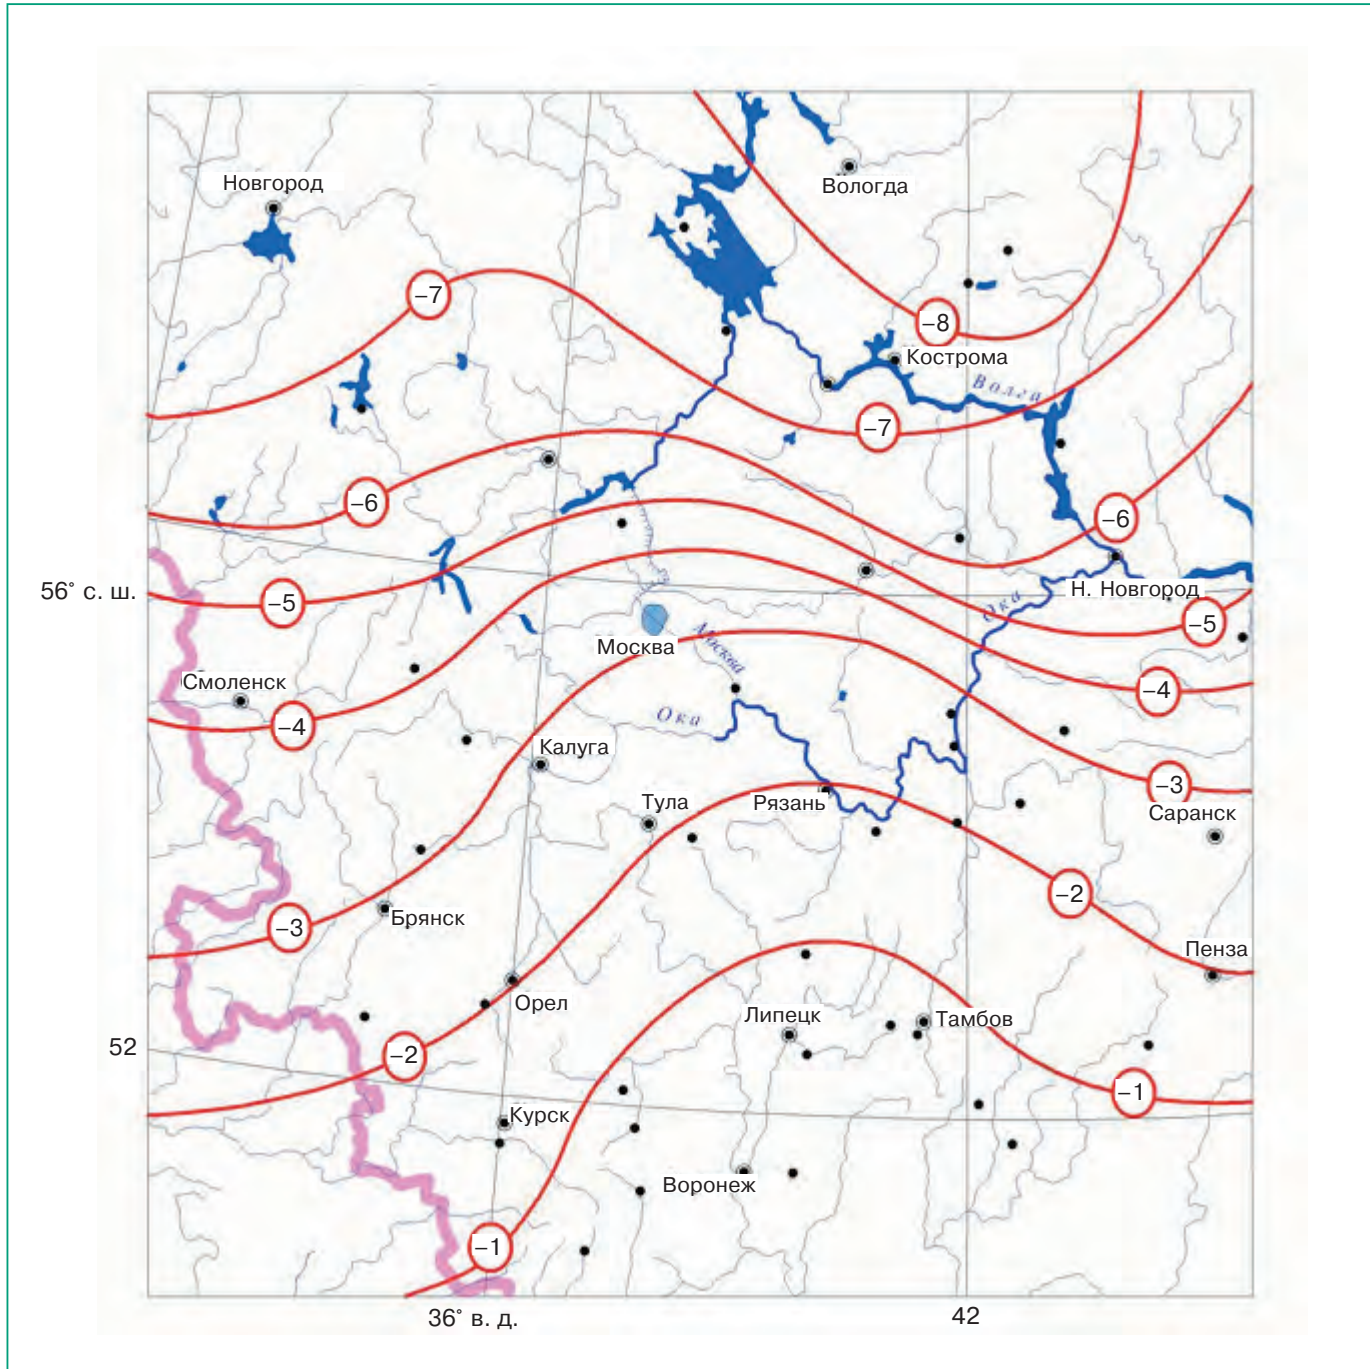 Новгород
Вологда
−7
−8
Кострома
Волга
−7
−6
−6
56° с. ш.
−5
Н. Новгород
Ока
−5
Москва
Москва
Смоленск
−4
−4
Ока
Калуга
−3
Тула
Рязань
Саранск
−2
Брянск
−3
Пенза
Орел
Липецк
Тамбов
52
−2
−1
Курск
Воронеж
−1
36° в. д.
42